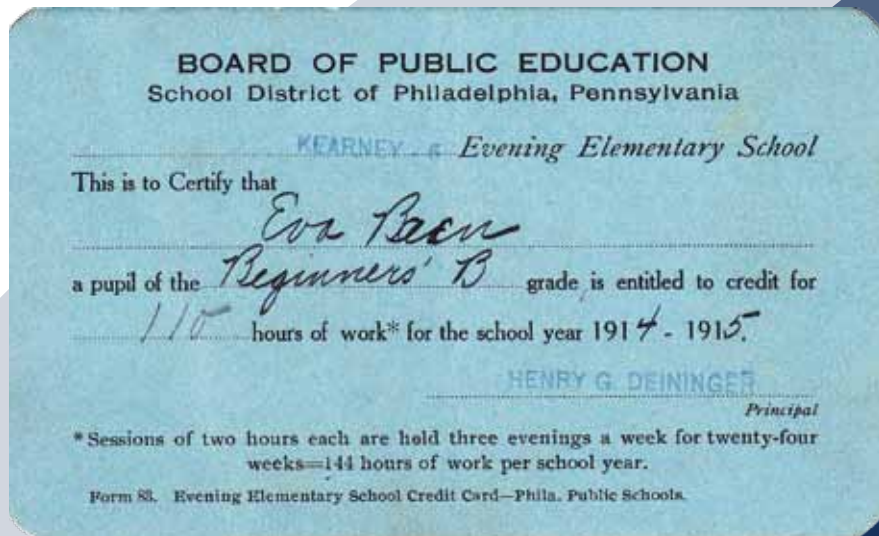 BOARD OF PUBLIC EDUCATION
School District of Philadelphia, Pennsylvania
KEARNEY Evening Elementary School
This is to Certify that
Eva Baen
a pupil of the Beginners' B grade is entitled to credit for
110 hours of work* for the school year 1914 - 1915.
HENRY G. DEININGER
Principal
*Sessions of two hours each are held three evenings a week for twenty-four
weeks=144 hours of work per school year.
Form 88. Evening Elementary School Credit Card—Phila. Public Schools.